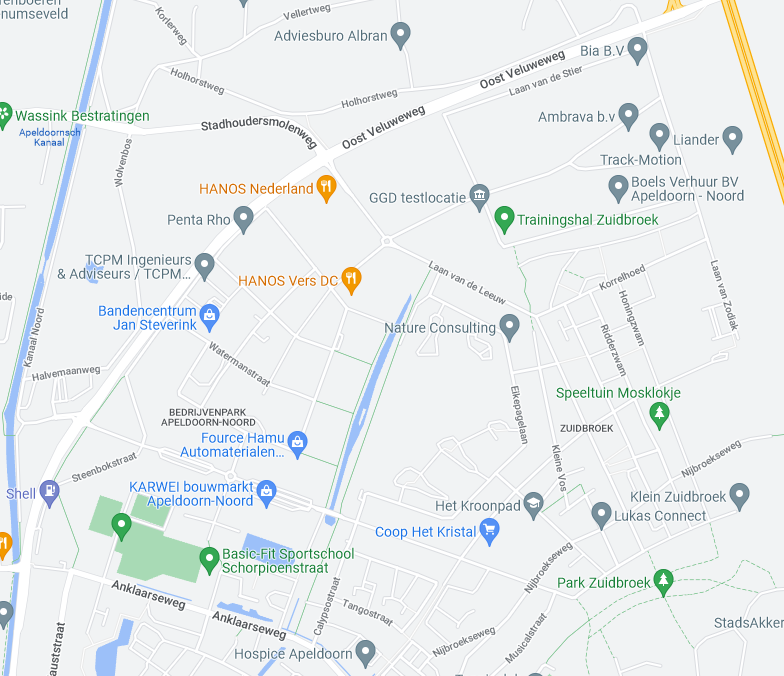 numseveld
Korlerweg
Vellertweg
Adviesburo Albran
Bia B.V
Oost Veluweweg
Laan van de Stier
Holhorstweg
Holhorstweg
Wassink Bestratingen
Apeldoornsch
Kanaal
Stadhoudersmolenweg
Oost Veluweweg
Ambrava b.v
Liander
Track-Motion
Wolvenbos
HANOS Nederland
GGD testlocatie
Boels Verhuur BV
Apeldoorn - Noord
Penta Rho
Trainingshal Zuidbroek
TCPM Ingenieurs
& Adviseurs / TCPM...
HANOS Vers DC
Laan van de Leeuw
Korrelhoed
Laan van Zodiak
ide
Bandencentrum
Jan Steverink
Nature Consulting
Honingzwam
Ridderzwam
Kanaal Noord
Watermanstraat
Halvemaanweg
Eikepagelaan
Speeltuin Mosklokje
BEDRIJVENPARK
APELDOORN-NOORD
ZUIDBROEK
Fource Hamu
Automaterialen...
Kleine Vos
Nijbroekseweg
Steenbokstraat
Shell
KARWEI bouwmarkt
Apeldoorn-Noord
Het Kroonpad
Klein Zuidbroek
Lukas Connect
Coop Het Kristal
Basic-Fit Sportschool
Schorpioenstraat
Nijbroekseweg
Park Zuidbroek
Anklaarseweg
Anklaarseweg
Calypsostraat
Tangostraat
Nijbroekseweg
Musicalstraat
StadsAkker
auststraat
Hospice Apeldoorn